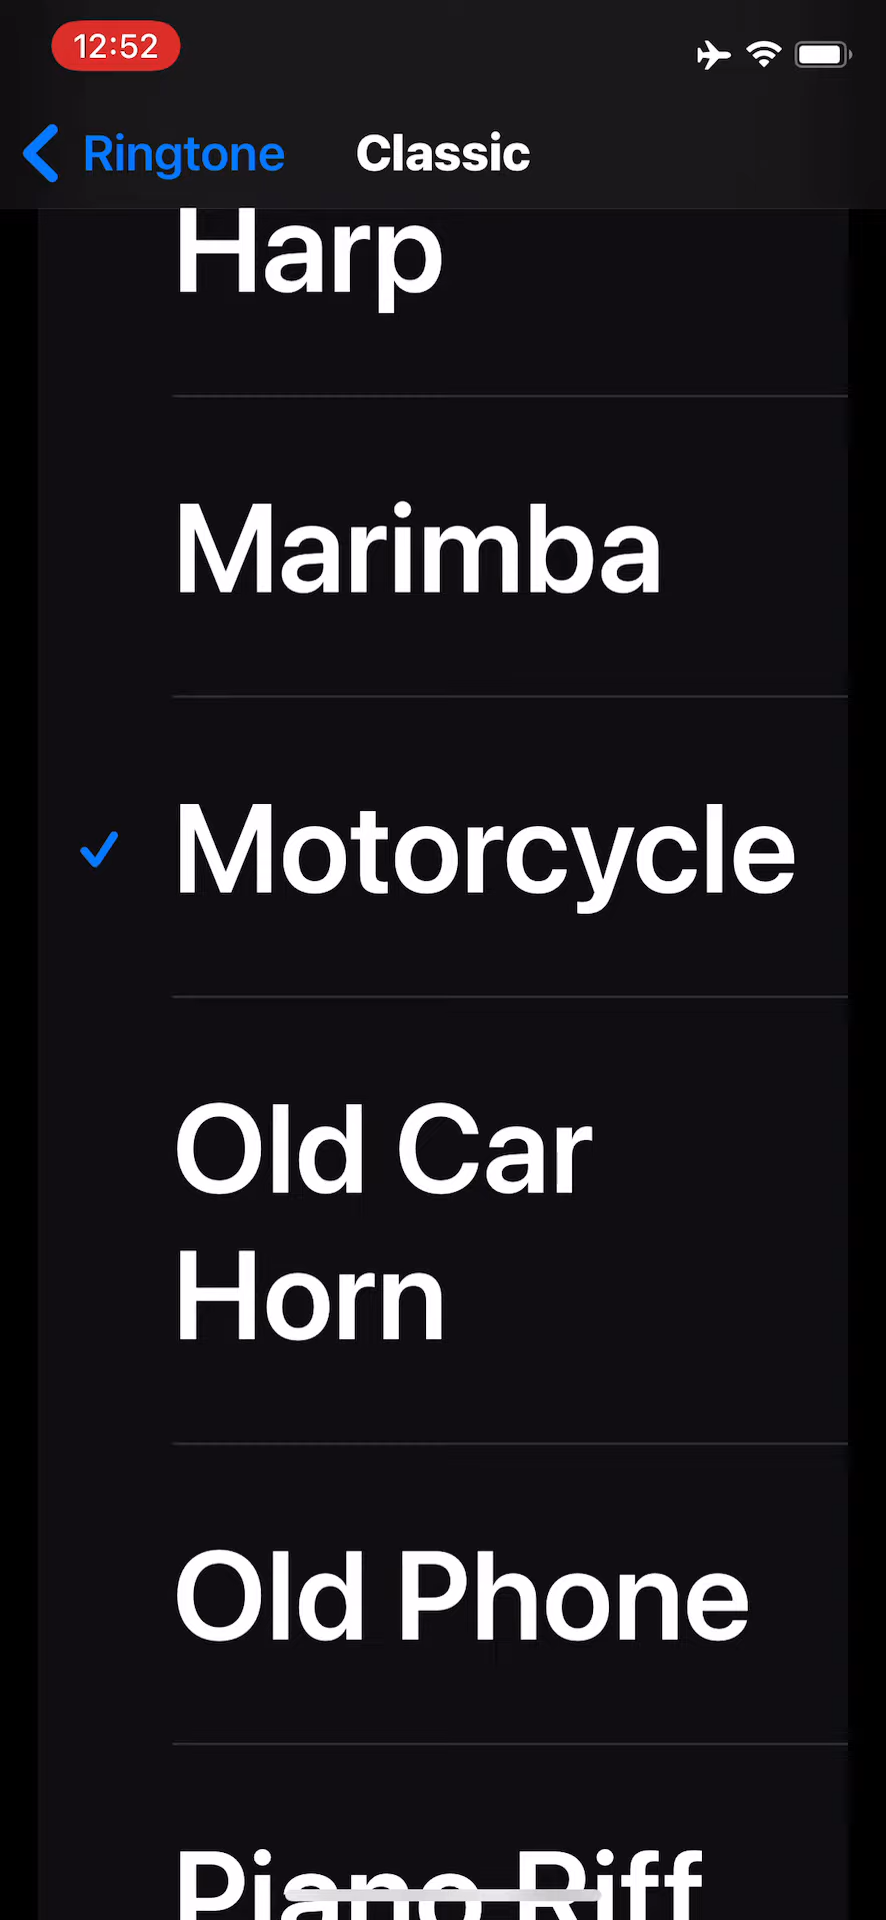 12:52
Ringtone Classic
Harp
Marimba
Motorcycle
Old Car
Horn
Old Phone
Piano Riff